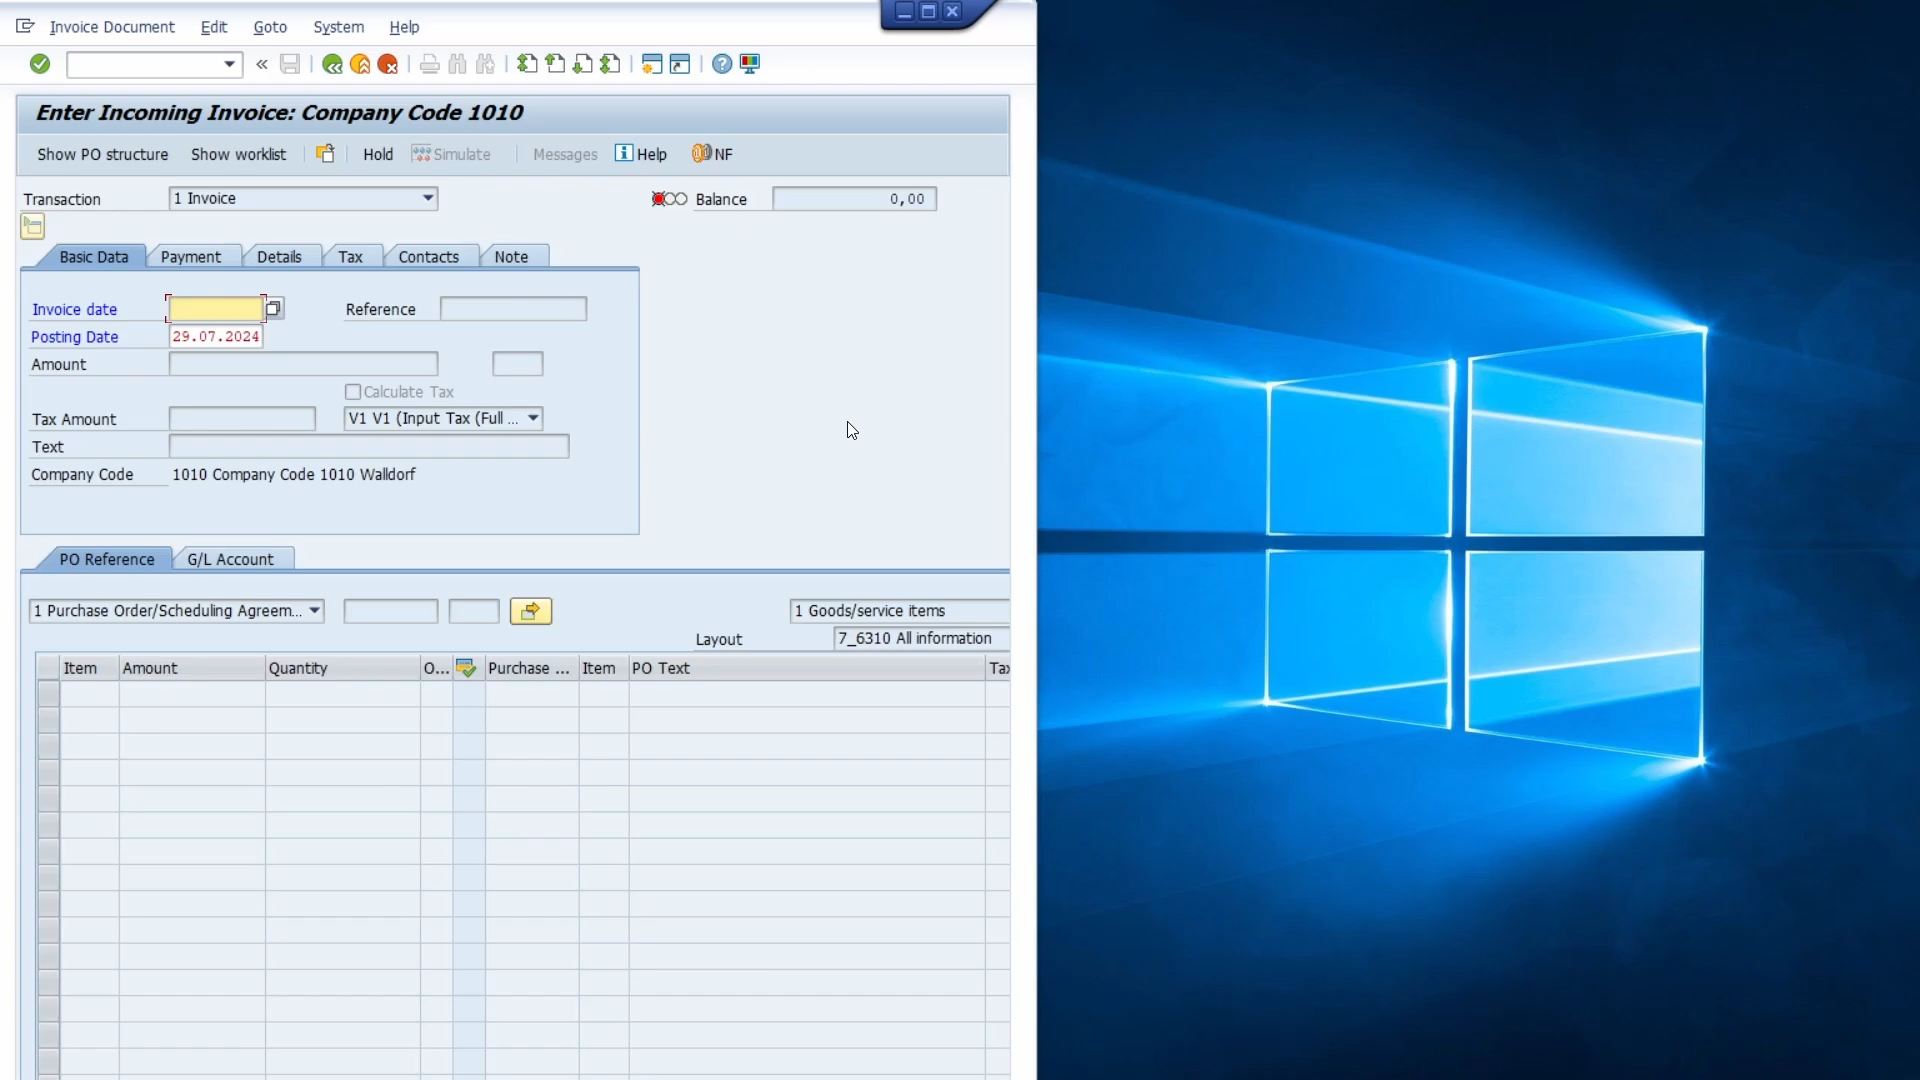 Invoice Document Edit Goto System Help
Enter Incoming Invoice: Company Code 1010
Show PO structure Show worklist Hold Simulate Messages Help NF
Transaction 1 Invoice Balance 0,00
Basic Data Payment Details Tax Contacts Note
Invoice date Reference
Posting Date 29.07.2024
Amount
Calculate Tax
Tax Amount V1 V1 (Input Tax (Full ...
Text
Company Code 1010 Company Code 1010 Walldorf
PO Reference G/L Account
1 Purchase Order/Scheduling Agreem... 1 Goods/service items
Layout 7_6310 All information
Item Amount Quantity O... Purchase ... Item PO Text Tax